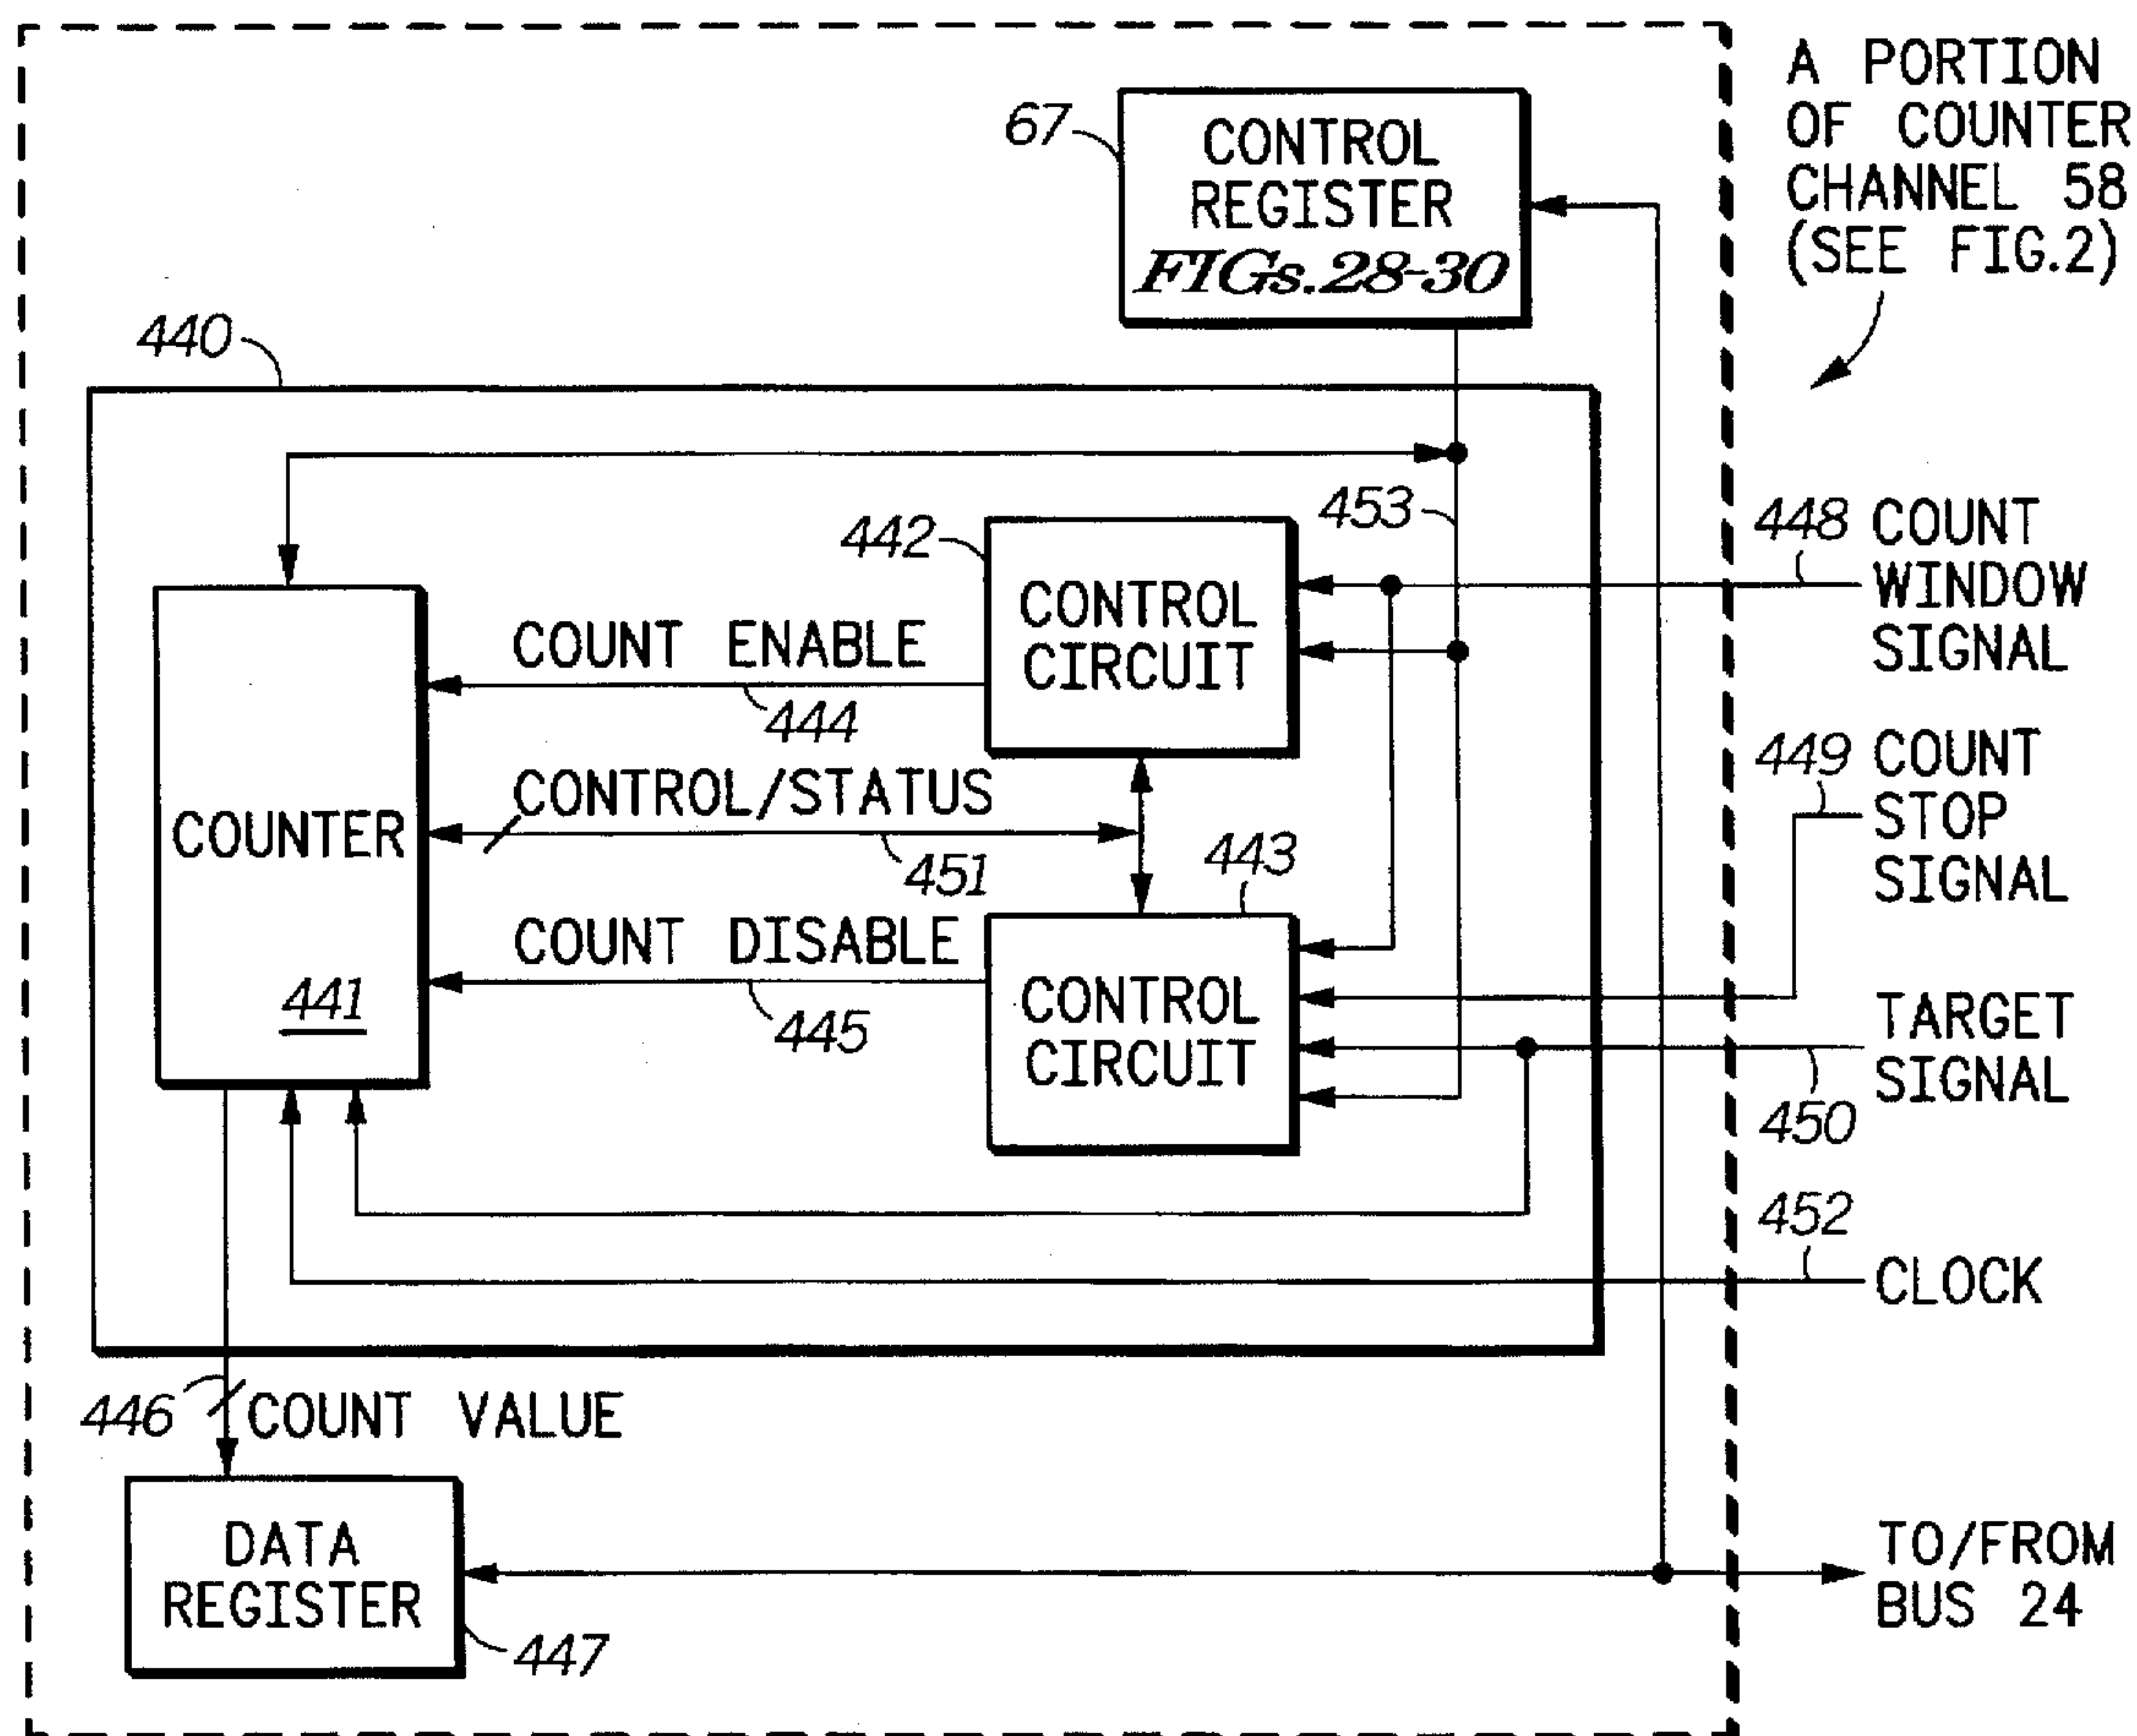 A PORTION
OF COUNTER
CHANNEL 58
(SEE FIG.2)
67
CONTROL
REGISTER
FIGs.28-30
440
453
442
CONTROL
CIRCUIT
448
COUNT
WINDOW
SIGNAL
COUNT ENABLE
444
CONTROL/STATUS
451
COUNTER
441
443
449
COUNT
STOP
SIGNAL
COUNT DISABLE
445
CONTROL
CIRCUIT
TARGET
SIGNAL
450
452
CLOCK
446
COUNT VALUE
DATA
REGISTER
447
TO/FROM
BUS 24